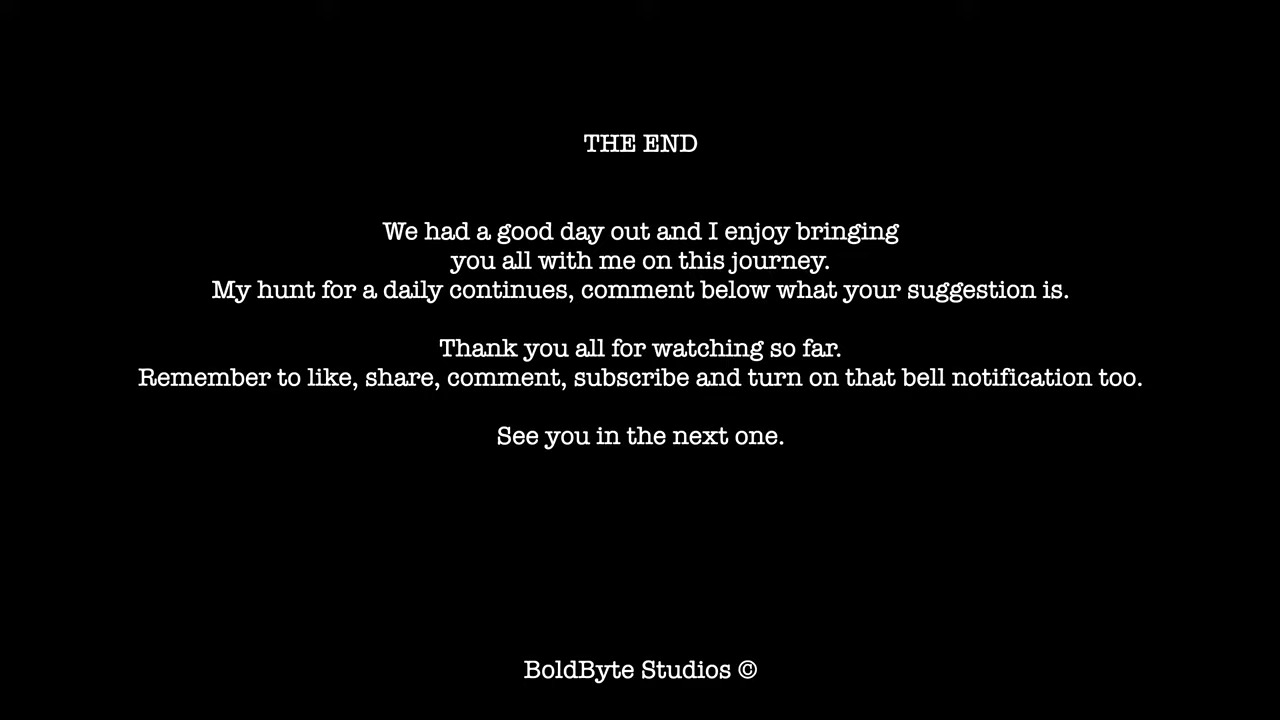 THE END
We had a good day out and I enjoy bringing
you all with me on this journey.
My hunt for a daily continues, comment below what your suggestion is.
Thank you all for watching so far.
Remember to like, share, comment, subscribe and turn on that bell notification too.
See you in the next one.
BoldByte Studios ©